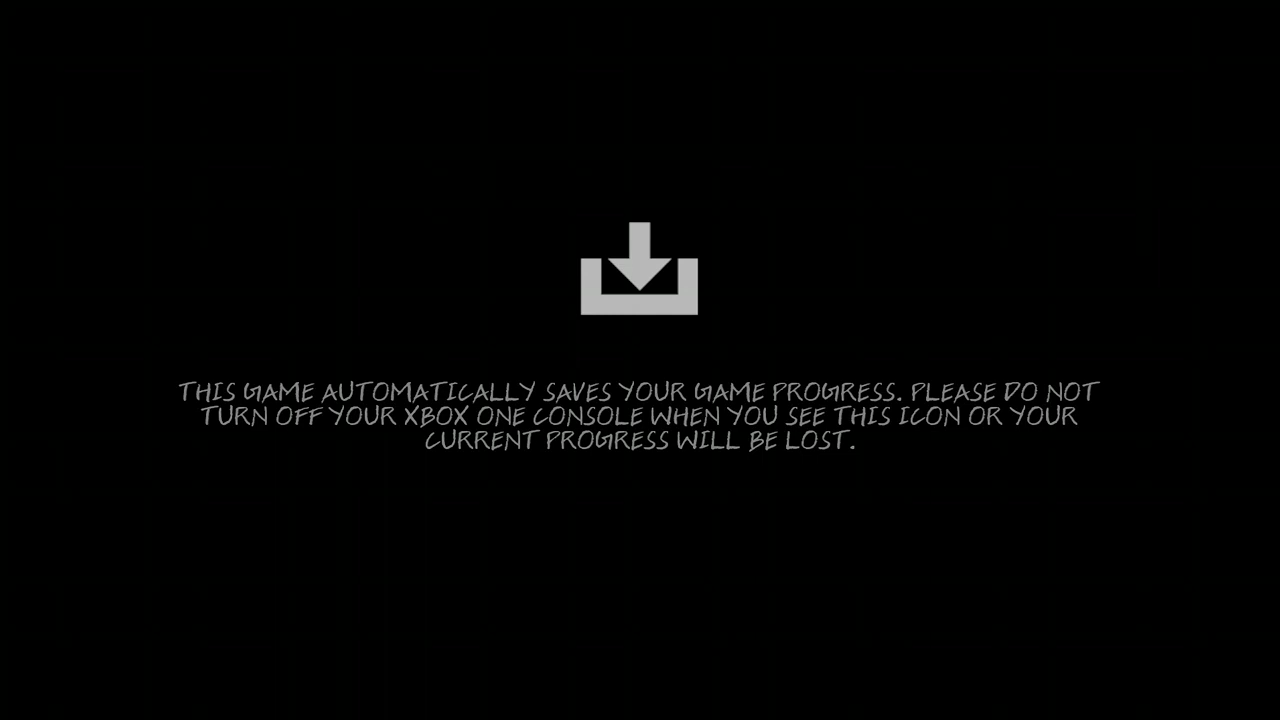 THIS GAME AUTOMATICALLY SAVES YOUR GAME PROGRESS. PLEASE DO NOT
TURN OFF YOUR XBOX ONE CONSOLE WHEN YOU SEE THIS ICON OR YOUR
CURRENT PROGRESS WILL BE LOST.